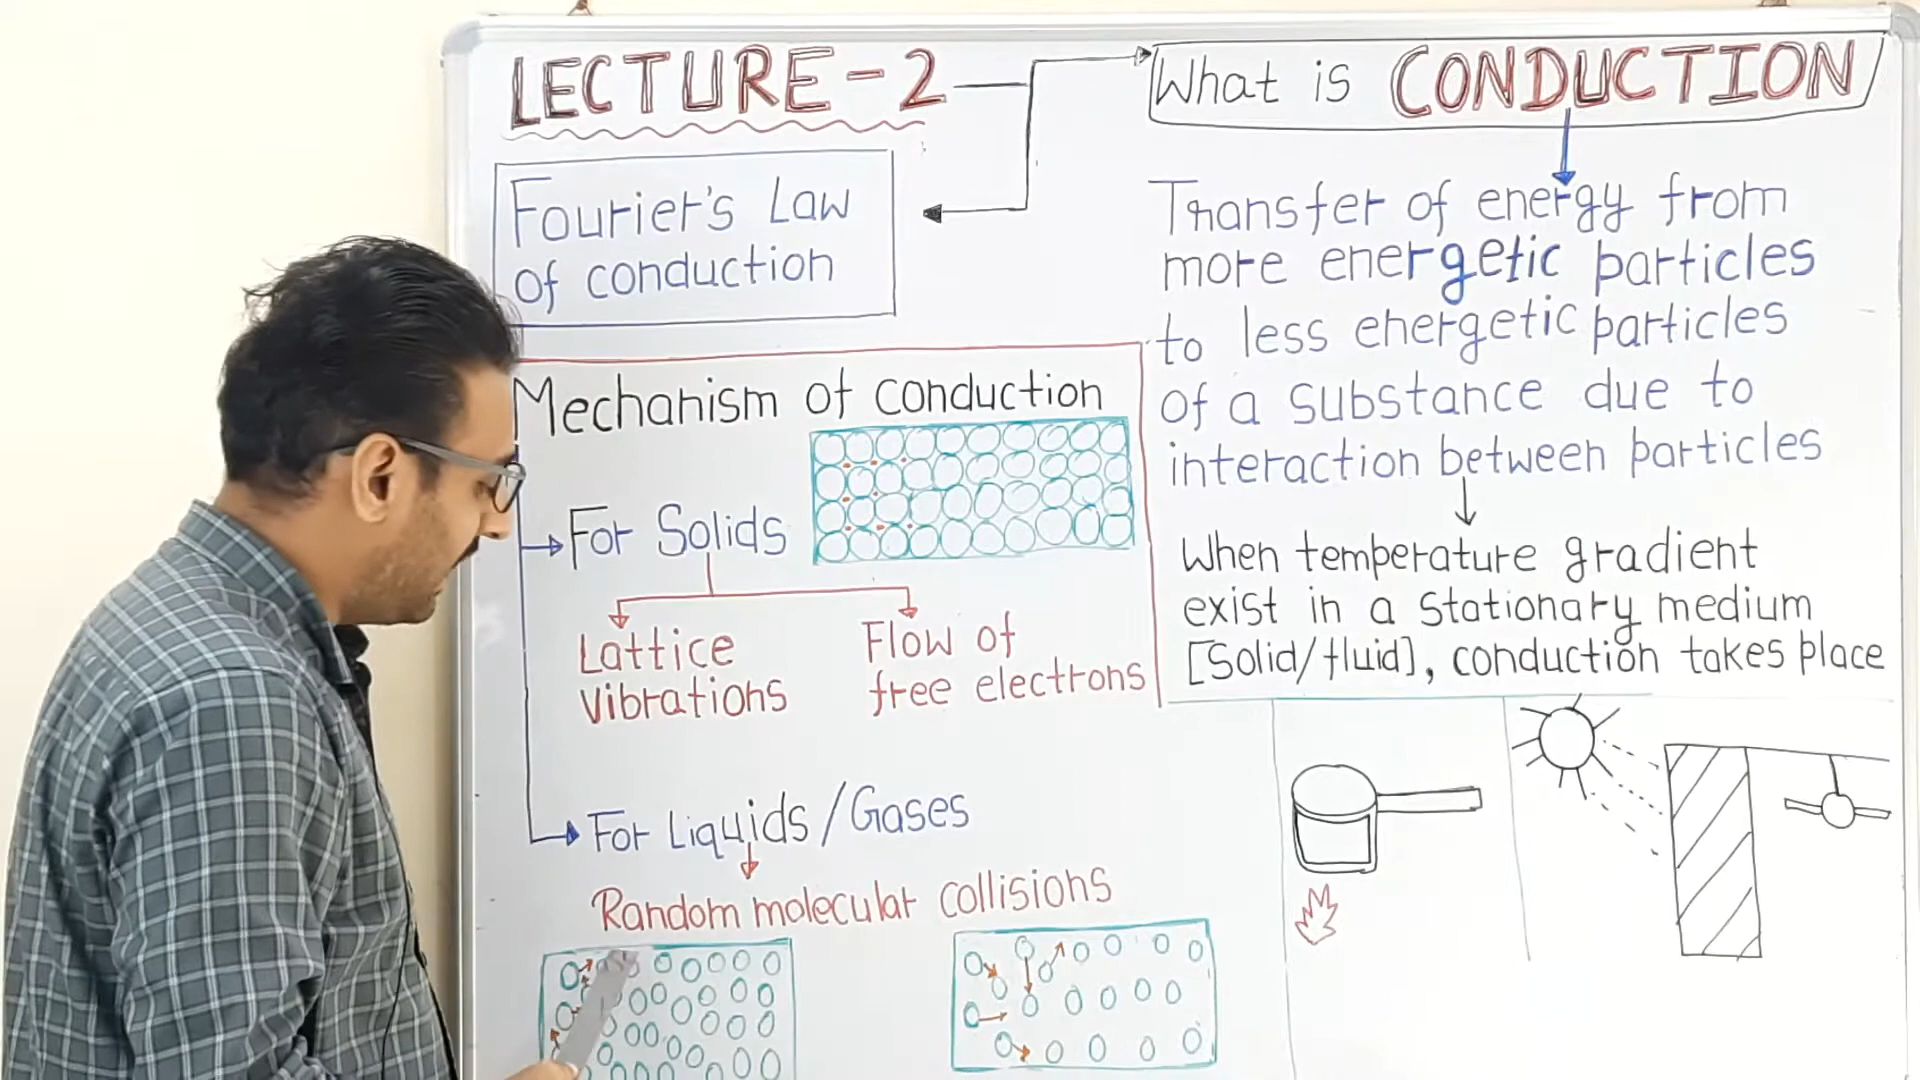 LECTURE-2
What is CONDUCTION
Fourier's Law
of conduction
Transfer of energy from
more energetic particles
to less energetic particles
of a substance due to
interaction between particles
When temperature gradient
exist in a stationary medium
[Solid/fluid], conduction takes place
Mechanism of conduction
For Solids
Lattice
vibrations
Flow of
free electrons
For Liquids/Gases
Random molecular collisions